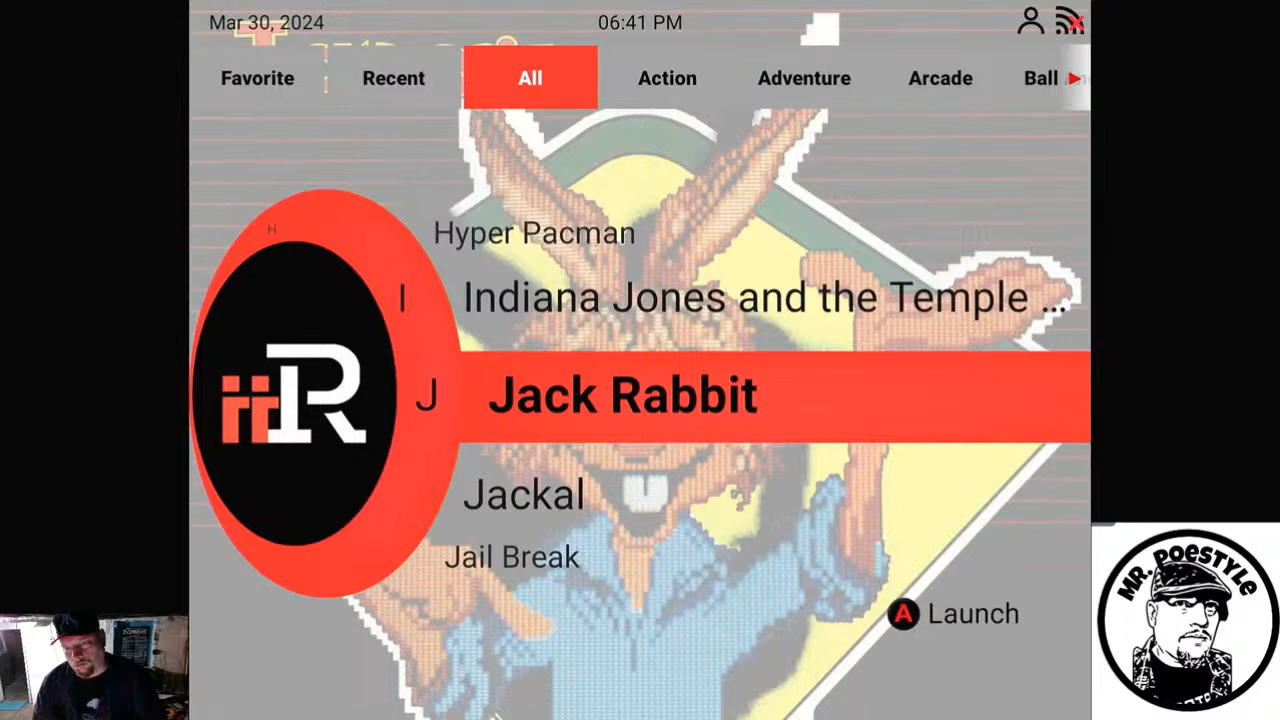 Mar 30, 2024
06:41 PM
Favorite
Recent
All
Action
Adventure
Arcade
Ball
H
Hyper Pacman
I
Indiana Jones and the Temple ...
J
Jack Rabbit
iiR
Jackal
Jail Break
A Launch
MR. POESTYLE